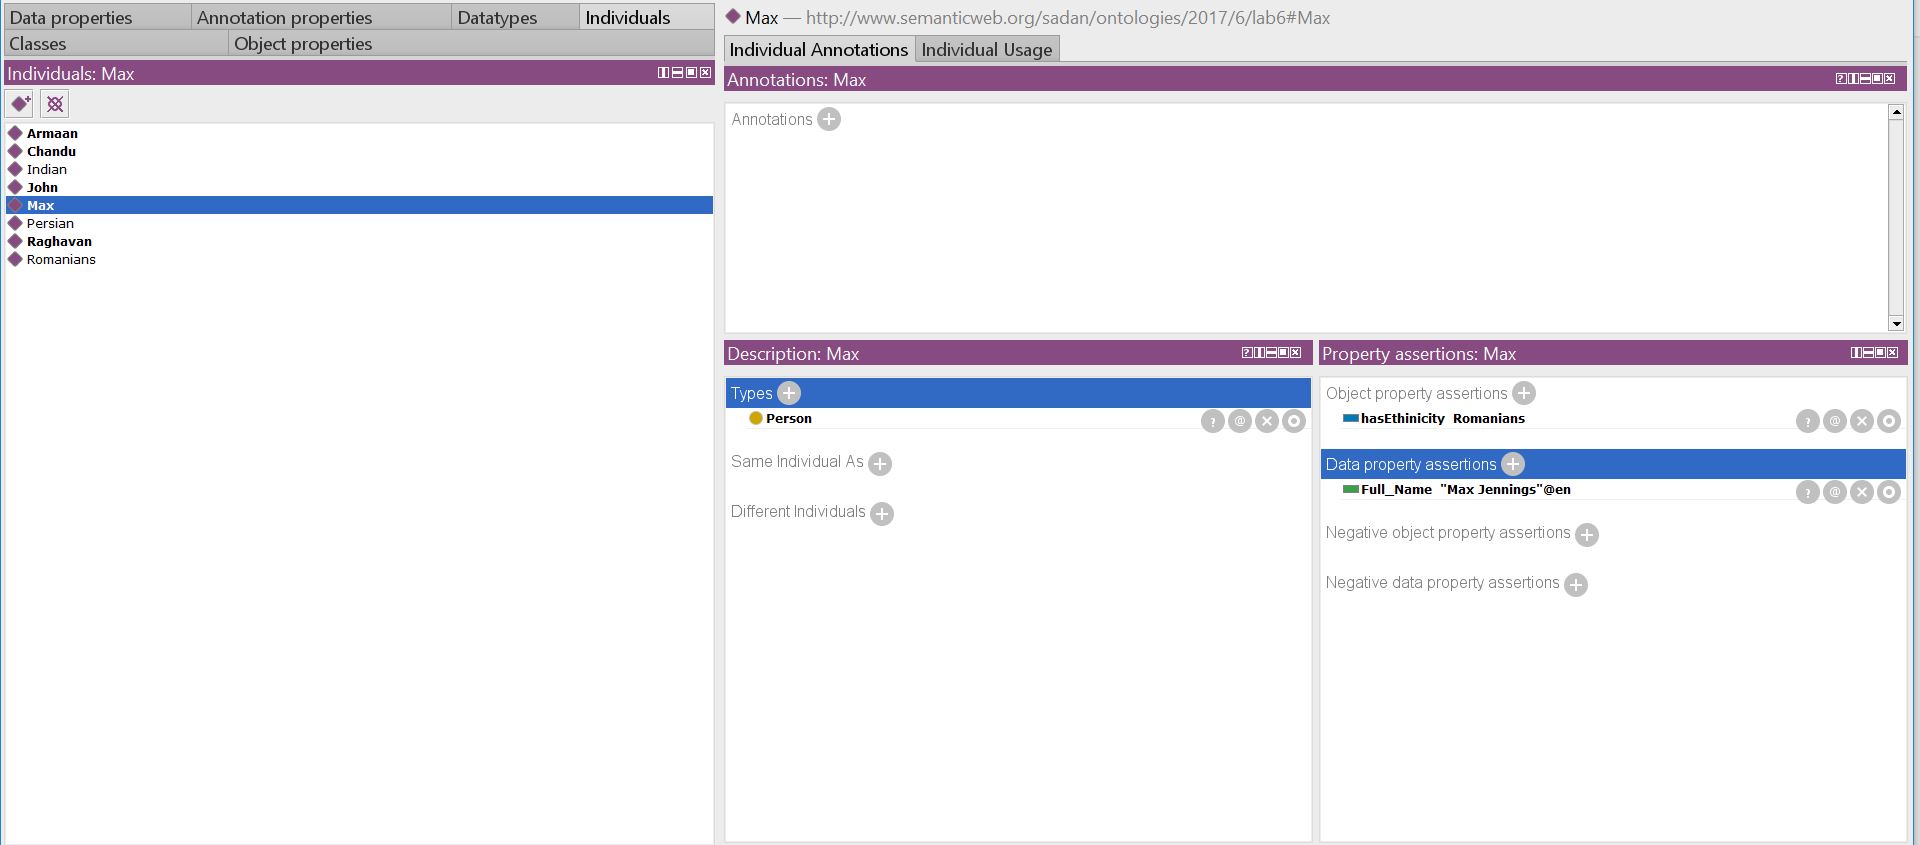 Data properties Annotation properties Datatypes Individuals
Classes Object properties
Individuals: Max
Armaan
Chandu
Indian
John
Max
Persian
Raghavan
Romanians
Max — http://www.semanticweb.org/sadan/ontologies/2017/6/lab6#Max
Individual Annotations Individual Usage
Annotations: Max
Annotations
Description: Max
Types
Person
Same Individual As
Different Individuals
Property assertions: Max
Object property assertions
hasEthinicity Romanians
Data property assertions
Full_Name "Max Jennings"@en
Negative object property assertions
Negative data property assertions